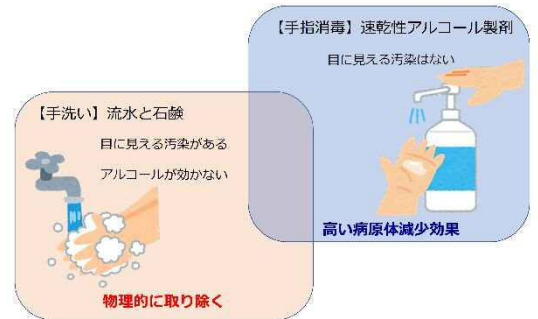 【手指消毒】速乾性アルコール製剤
目に見える汚染はない
高い病原体減少効果
【手洗い】流水と石鹸
目に見える汚染がある
アルコールが効かない
物理的に取り除く